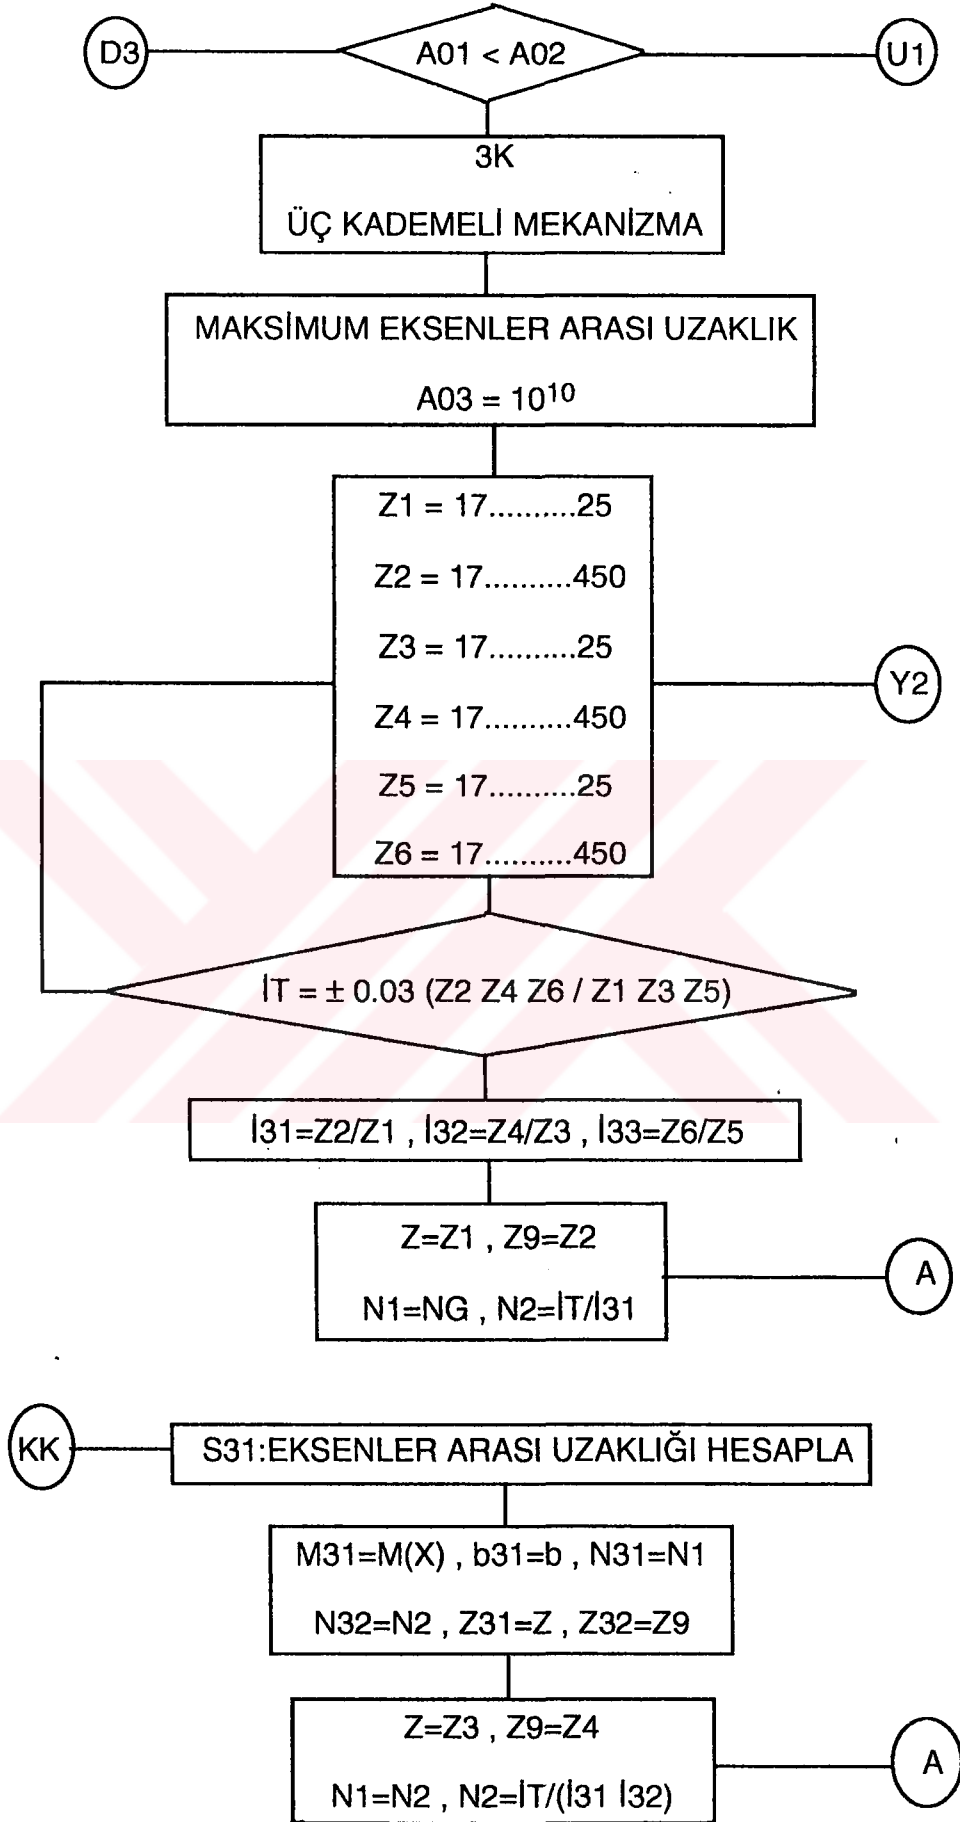 D3
A01 < A02
U1
3K
ÜÇ KADEMELİ MEKANİZMA
MAKSİMUM EKSENLER ARASI UZAKLIK
A03 = 10¹⁰
Z1 = 17..........25
Z2 = 17..........450
Z3 = 17..........25
Z4 = 17..........450
Y2
Z5 = 17..........25
Z6 = 17..........450
İT = ± 0.03 (Z2 Z4 Z6 / Z1 Z3 Z5)
İ31=Z2/Z1 , İ32=Z4/Z3 , İ33=Z6/Z5
Z=Z1 , Z9=Z2
A
N1=NG , N2=İT/İ31
KK
S31:EKSENLER ARASI UZAKLIĞI HESAPLA
M31=M(X) , b31=b , N31=N1
N32=N2 , Z31=Z , Z32=Z9
Z=Z3 , Z9=Z4
A
N1=N2 , N2=İT/(İ31 İ32)